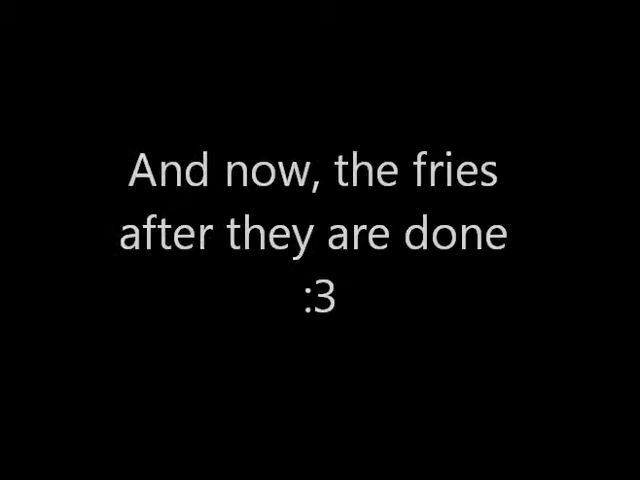 And now, the fries
after they are done
:3